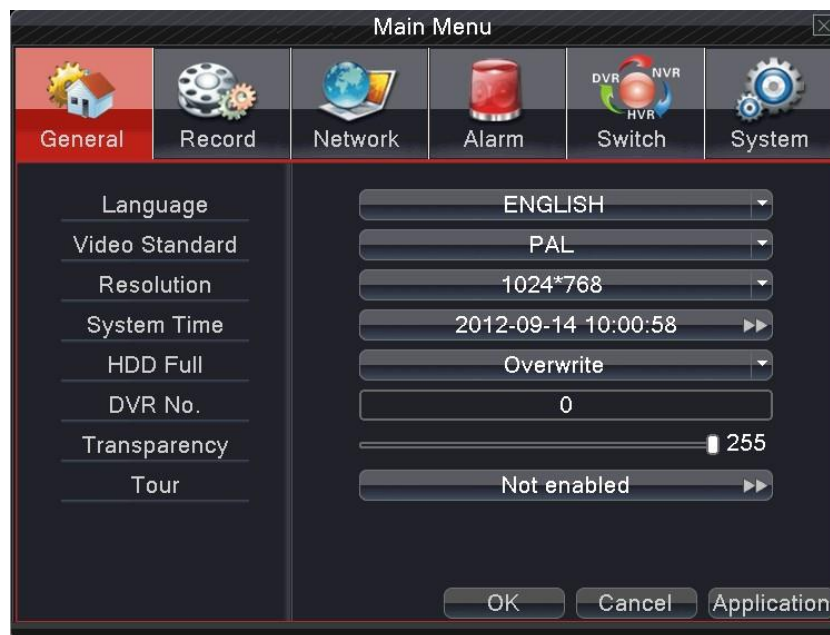 Main Menu
DVR NVR
HVR
General Record Network Alarm Switch System
Language ENGLISH
Video Standard PAL
Resolution 1024*768
System Time 2012-09-14 10:00:58
HDD Full Overwrite
DVR No. 0
Transparency 255
Tour Not enabled
OK Cancel Application